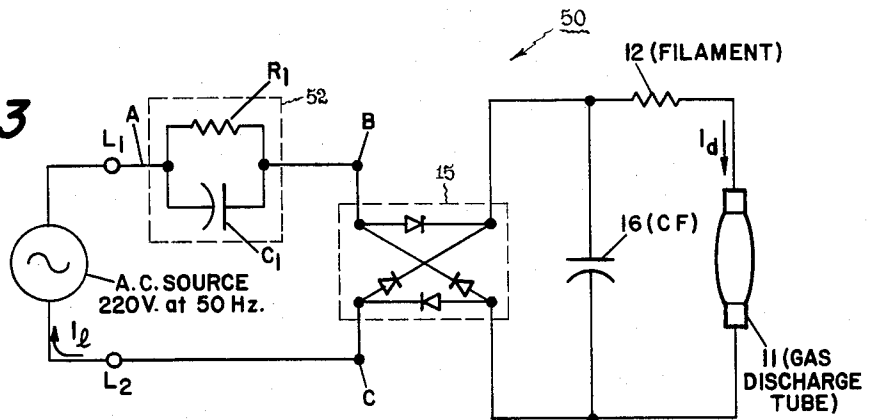 50
12 (FILAMENT)
3
R1
52
A
L1
B
Id
15
16 (CF)
C1
A.C. SOURCE
220V. at 50 Hz.
Iℓ
L2
C
11 (GAS
DISCHARGE
TUBE)